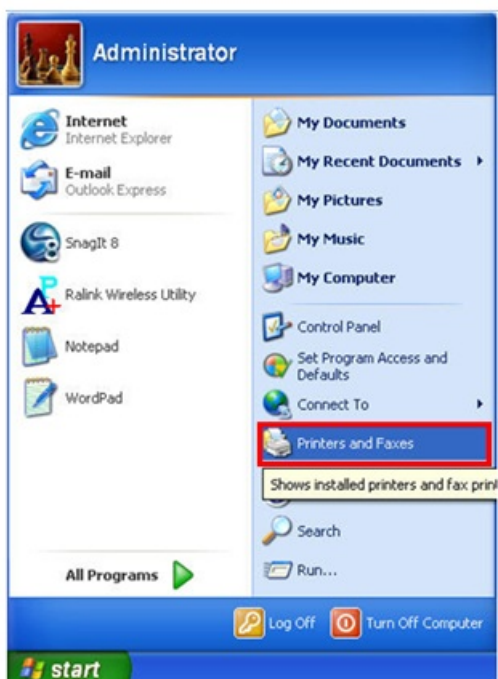 Administrator
Internet
Internet Explorer
E-mail
Outlook Express
SnagIt 8
Ralink Wireless Utility
Notepad
WordPad
All Programs
My Documents
My Recent Documents
My Pictures
My Music
My Computer
Control Panel
Set Program Access and
Defaults
Connect To
Printers and Faxes
Shows installed printers and fax
Search
Run...
Log Off
Turn Off Computer
start